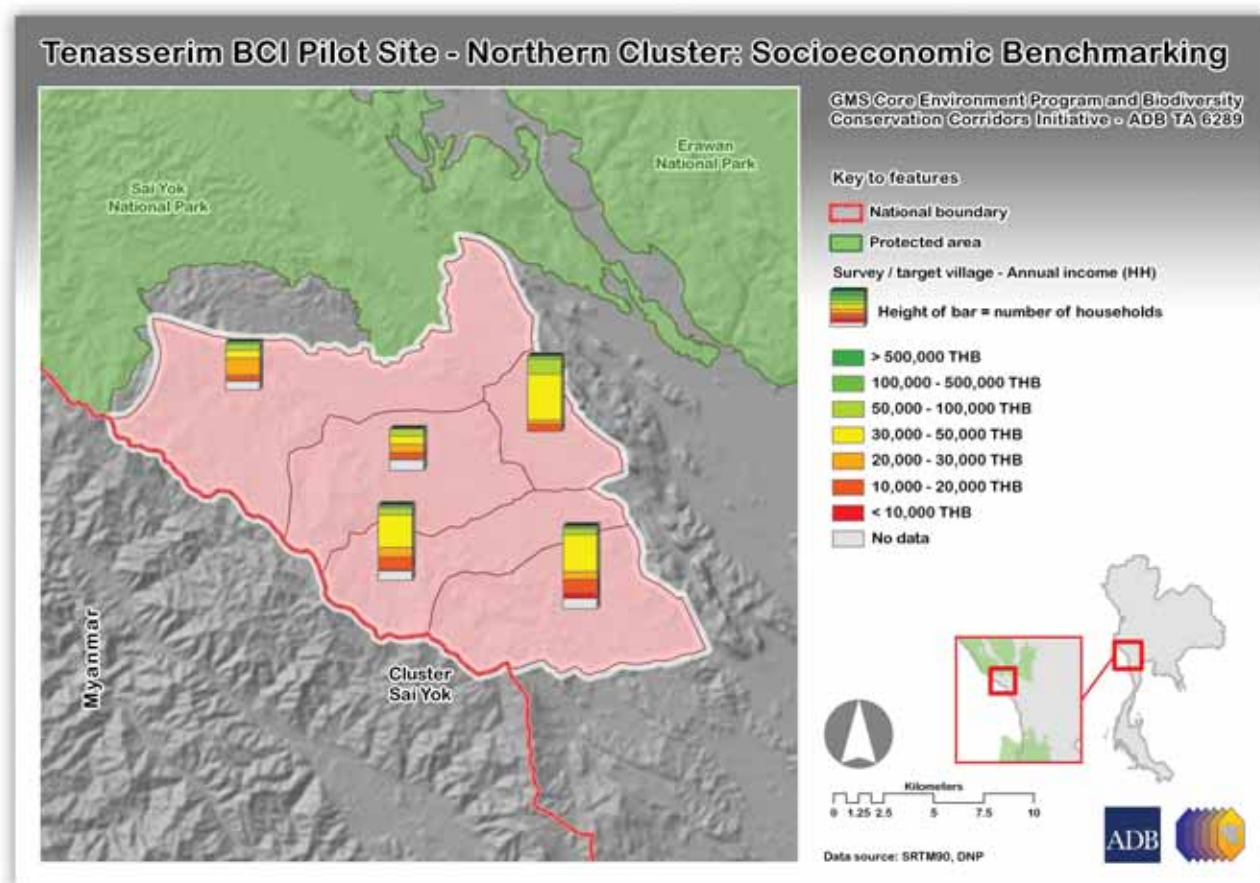 Tenasserim BCI Pilot Site - Northern Cluster: Socioeconomic Benchmarking
GMS Core Environment Program and Biodiversity
Conservation Corridors Initiative - ADB TA 6289
Sai Yok
National Park
Erawan
National Park
Myanmar
Cluster
Sai Yok
Key to features
National boundary
Protected area
Survey / target village - Annual income (HH)
Height of bar = number of households
> 500,000 THB
100,000 - 500,000 THB
50,000 - 100,000 THB
30,000 - 50,000 THB
20,000 - 30,000 THB
10,000 - 20,000 THB
< 10,000 THB
No data
Kilometers
0 1.25 2.5 5 7.5 10
Data source: SRTM90, DNP
ADB